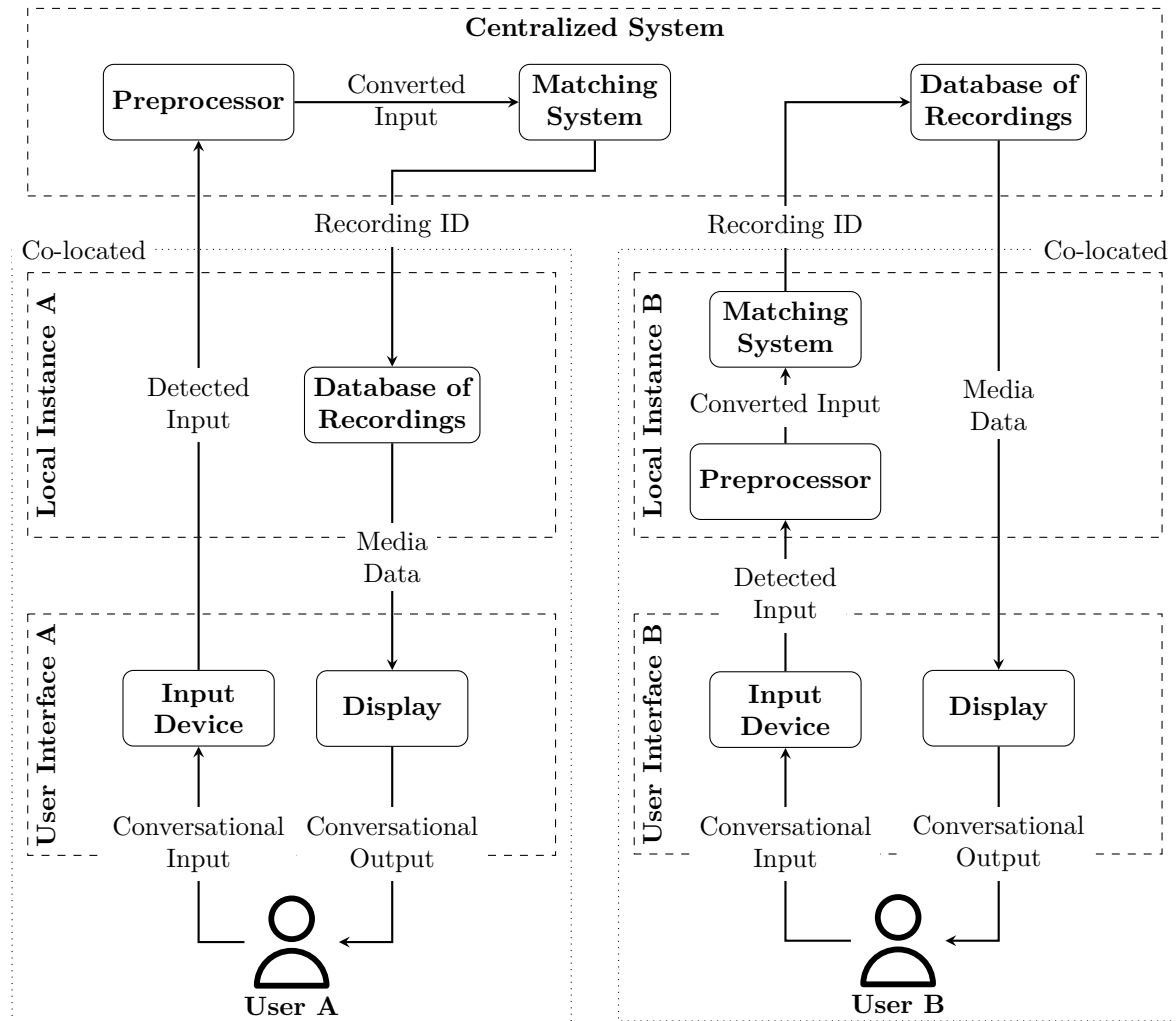 Centralized System
Preprocessor
Converted
Input
Matching
System
Database of
Recordings
Recording ID
Recording ID
Co-located
Co-located
Local Instance A
Detected
Input
Database of
Recordings
Media
Data
Local Instance B
Matching
System
Converted Input
Preprocessor
Media
Data
Detected
Input
User Interface A
Input
Device
Display
Conversational
Input
Conversational
Output
User A
User Interface B
Input
Device
Display
Conversational
Input
Conversational
Output
User B